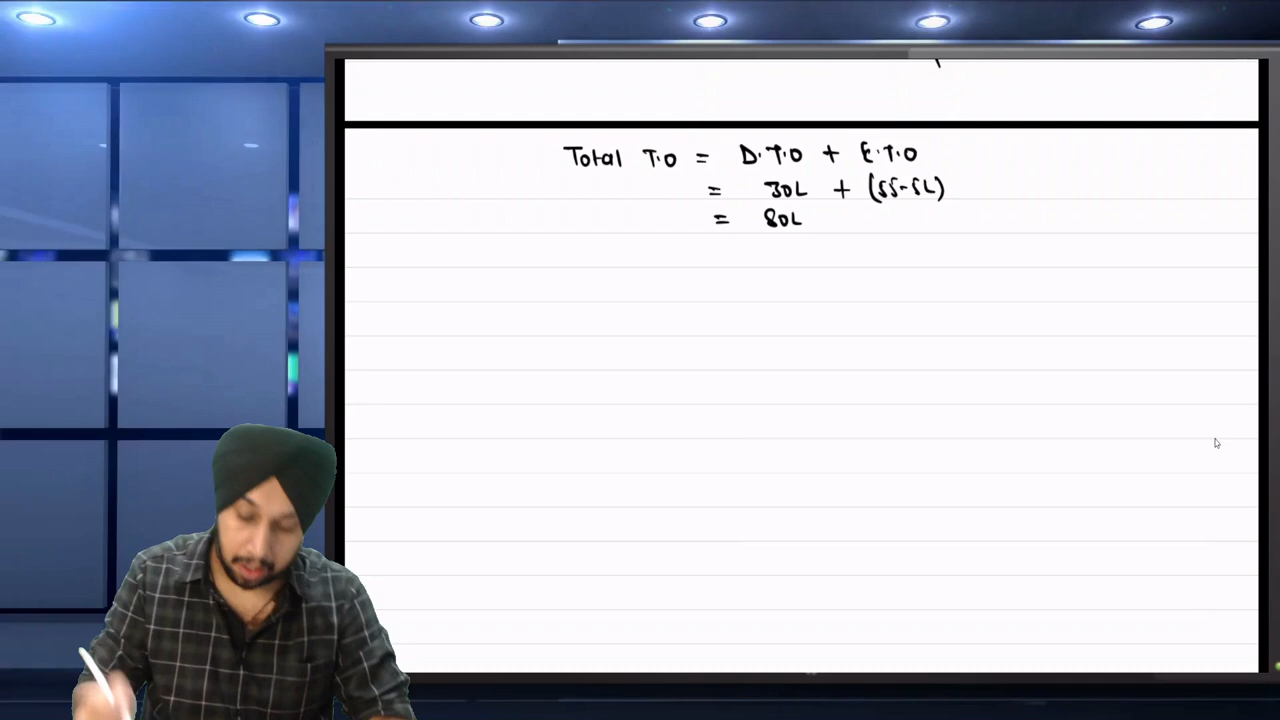 Total T.O = D.T.O + E.T.O
= 30L + (55-5L)
= 80L